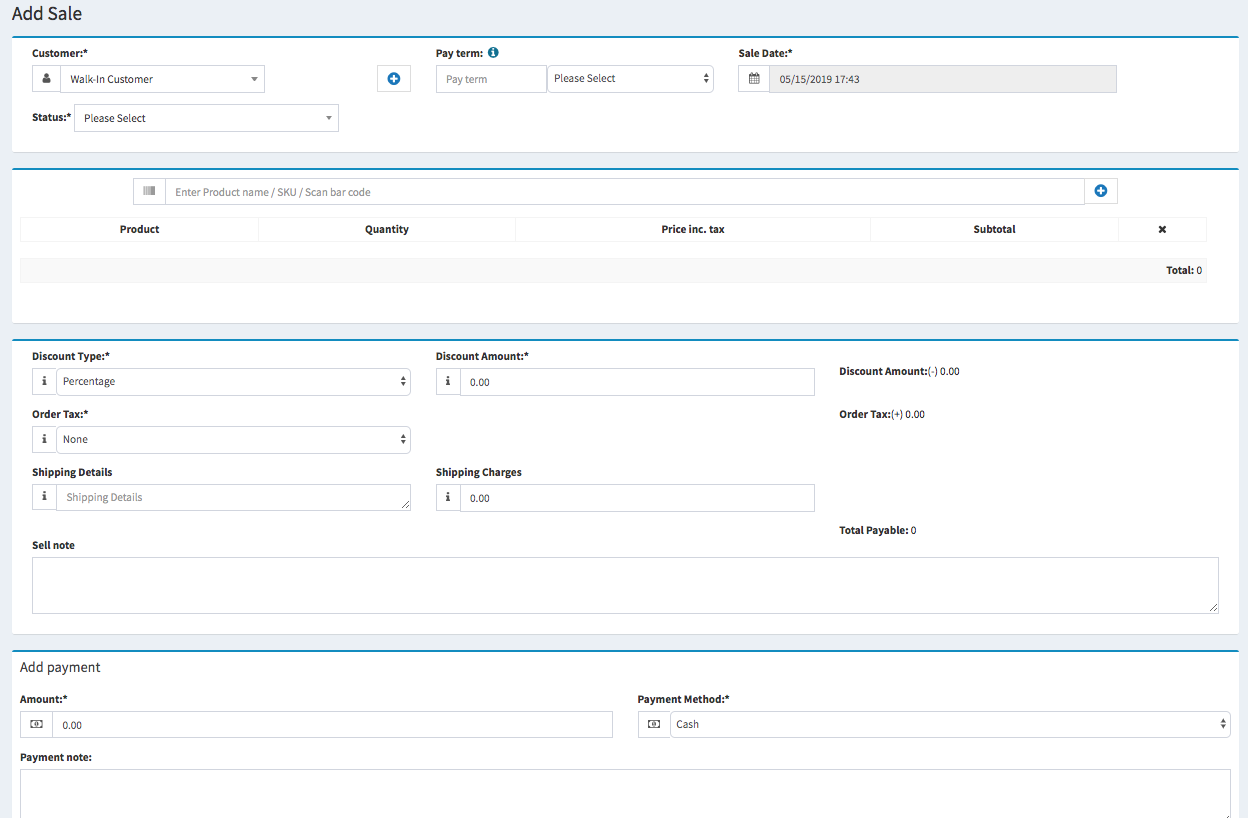 Add Sale
Customer:* Pay term: Sale Date:*
Walk-In Customer Pay term Please Select 05/15/2019 17:43
Status:* Please Select
Enter Product name / SKU / Scan bar code
Product Quantity Price inc. tax Subtotal
Total: 0
Discount Type:* Discount Amount:*
Percentage 0.00 Discount Amount:(-) 0.00
Order Tax:* Order Tax:(+) 0.00
None
Shipping Details Shipping Charges
Shipping Details 0.00
Total Payable: 0
Sell note
Add payment
Amount:* Payment Method:*
0.00 Cash
Payment note: